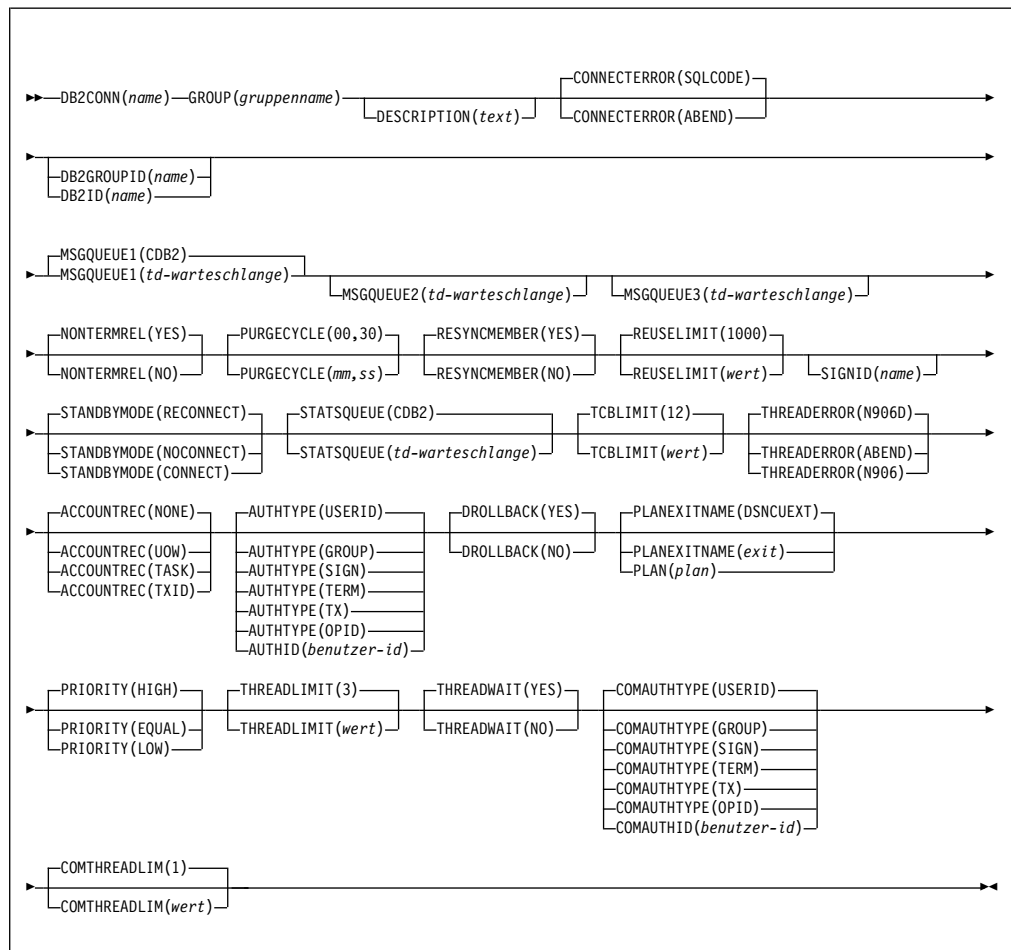 CONNECTERROR(SQLCODE)
DB2CONN(name) GROUP(gruppenname)
DESCRIPTION(text) CONNECTERROR(ABEND)
DB2GROUPID(name)
DB2ID(name)
MSGQUEUE1(CDB2)
MSGQUEUE1(td-warteschlange)
MSGQUEUE2(td-warteschlange) MSGQUEUE3(td-warteschlange)
NONTERMREL(YES) PURGECYCLE(00,30) RESYNCMEMBER(YES) REUSELIMIT(1000)
NONTERMREL(NO) PURGECYCLE(mm,ss) RESYNCMEMBER(NO) REUSELIMIT(wert) SIGNID(name)
STANDBYMODE(RECONNECT) STATSQUEUE(CDB2) TCBLIMIT(12) THREADERROR(N906D)
STANDBYMODE(NOCONNECT) STATSQUEUE(td-warteschlange) TCBLIMIT(wert) THREADERROR(ABEND)
STANDBYMODE(CONNECT) THREADERROR(N906)
ACCOUNTREC(NONE) AUTHTYPE(USERID) DROLLBACK(YES) PLANEXITNAME(DSNCUEXT)
ACCOUNTREC(UOW) AUTHTYPE(GROUP) DROLLBACK(NO) PLANEXITNAME(exit)
ACCOUNTREC(TASK) AUTHTYPE(SIGN) PLAN(plan)
ACCOUNTREC(TXID) AUTHTYPE(TERM)
AUTHTYPE(TX)
AUTHTYPE(OPID)
AUTHID(benutzer-id)
PRIORITY(HIGH) THREADLIMIT(3) THREADWAIT(YES) COMAUTHTYPE(USERID)
PRIORITY(EQUAL) THREADLIMIT(wert) THREADWAIT(NO) COMAUTHTYPE(GROUP)
PRIORITY(LOW) COMAUTHTYPE(SIGN)
COMAUTHTYPE(TERM)
COMAUTHTYPE(TX)
COMAUTHTYPE(OPID)
COMAUTHID(benutzer-id)
COMTHREADLIM(1)
COMTHREADLIM(wert)